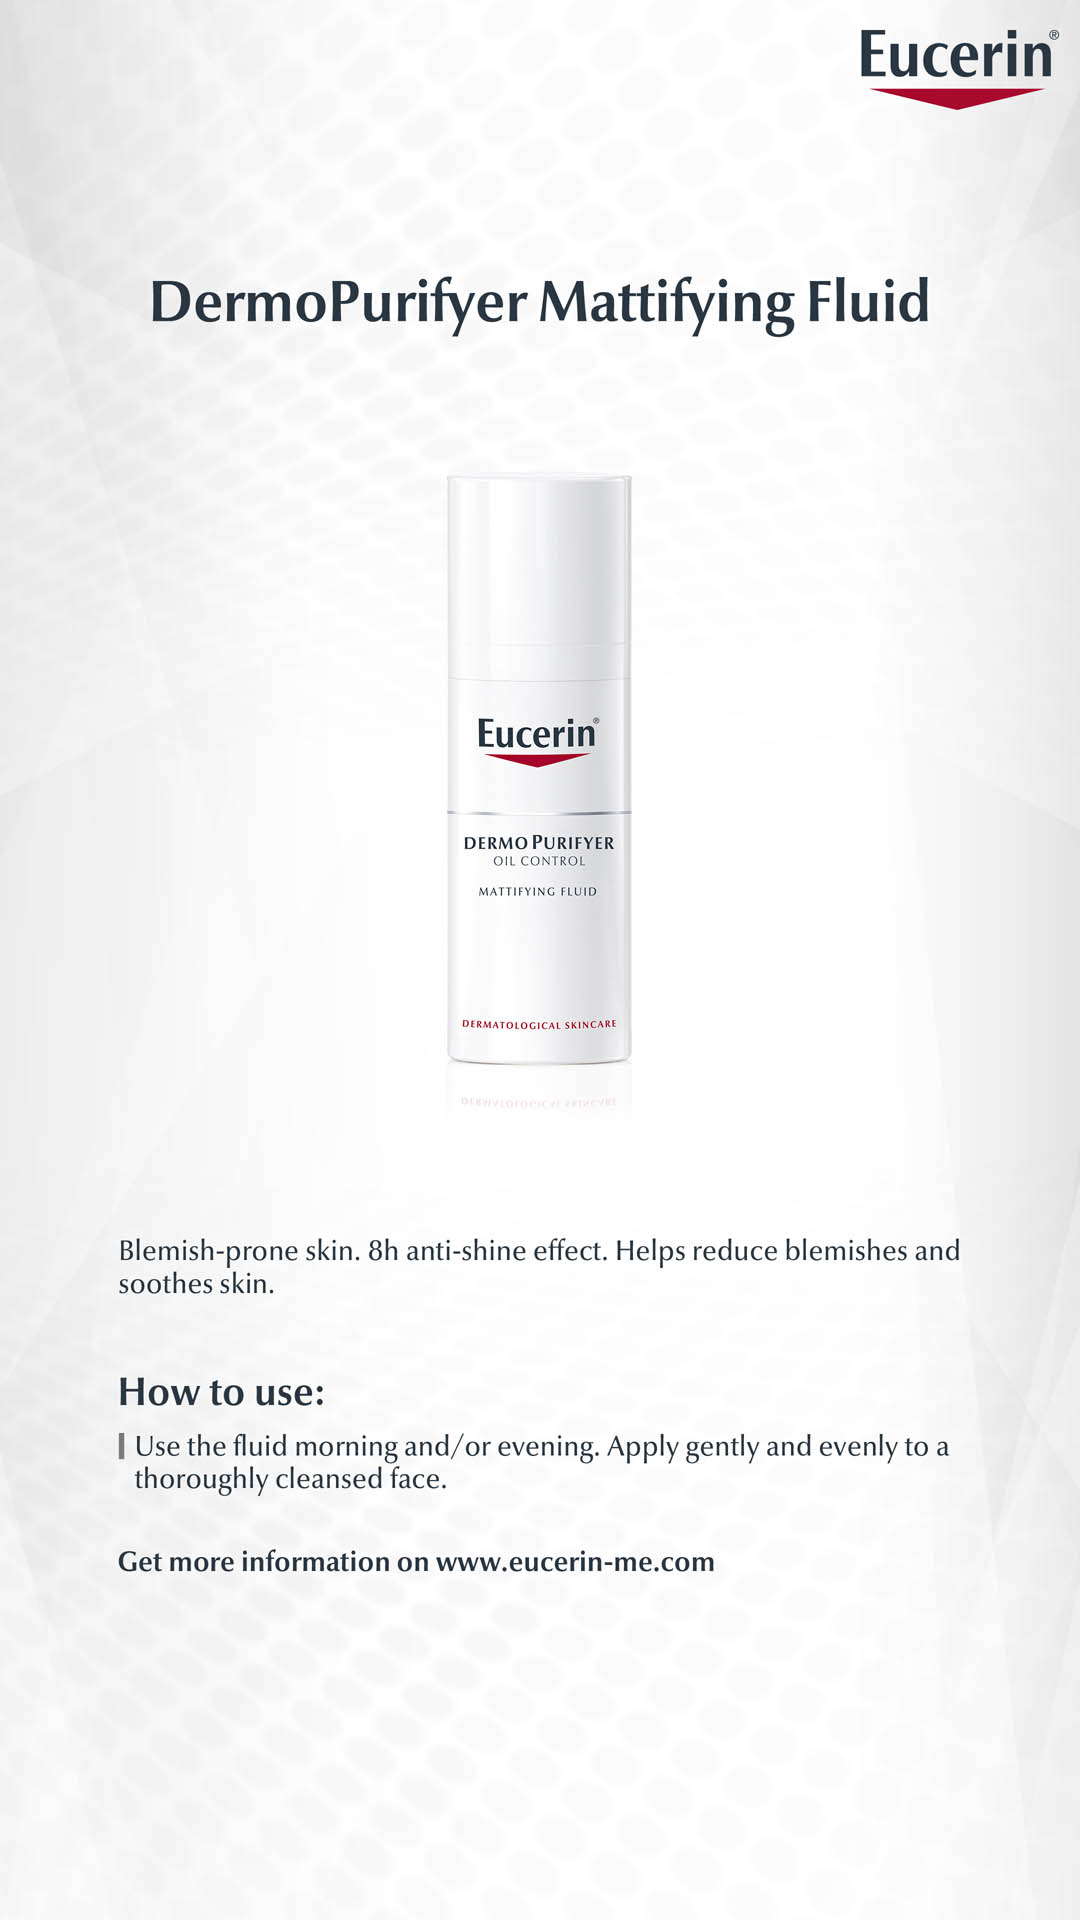 Eucerin®
DermoPurifyer Mattifying Fluid
Eucerin®
DERMO PURIFYER
OIL CONTROL
MATTIFYING FLUID
DERMATOLOGICAL SKINCARE
Blemish-prone skin. 8h anti-shine effect. Helps reduce blemishes and
soothes skin.
How to use:
Use the fluid morning and/or evening. Apply gently and evenly to a
thoroughly cleansed face.
Get more information on www.eucerin-me.com